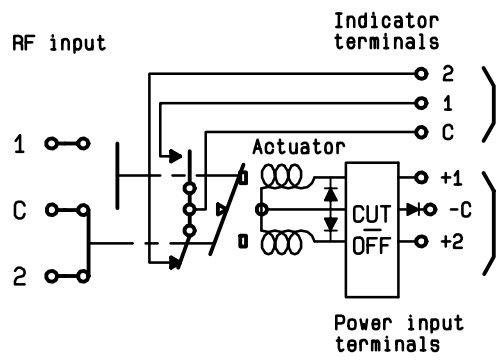 Indicator
terminals
RF input
2
1
C
Actuator
1
C
2
+1
-C
+2
CUT
OFF
Power input
terminals